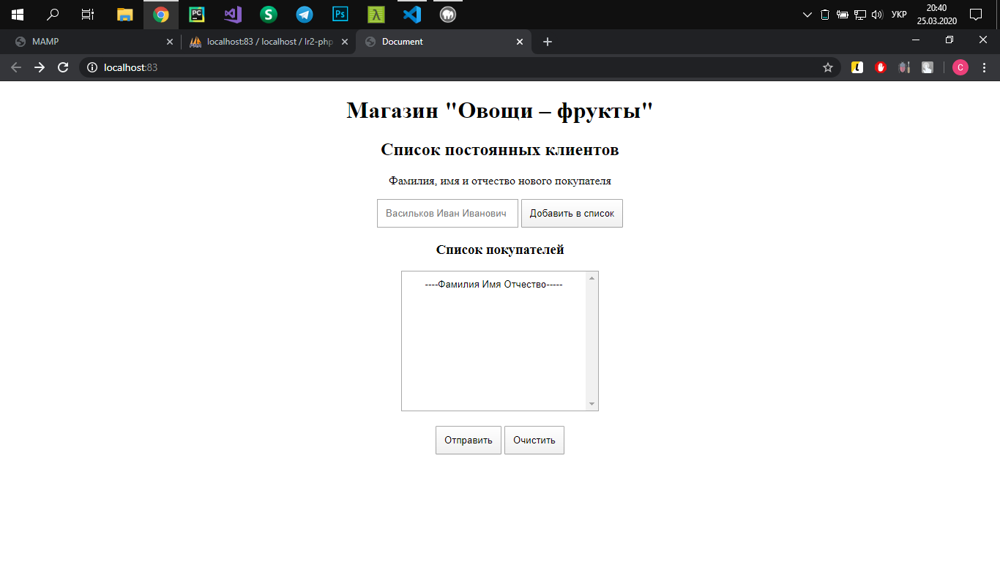 PC
S
Ps
λ
УКР
20:40
25.03.2020
MAMP
localhost:83 / localhost / lr2-php
Document
localhost:83
L
C
Магазин "Овощи – фрукты"
Список постоянных клиентов
Фамилия, имя и отчество нового покупателя
Васильков Иван Иванович
Добавить в список
Список покупателей
----Фамилия Имя Отчество-----
Отправить
Очистить